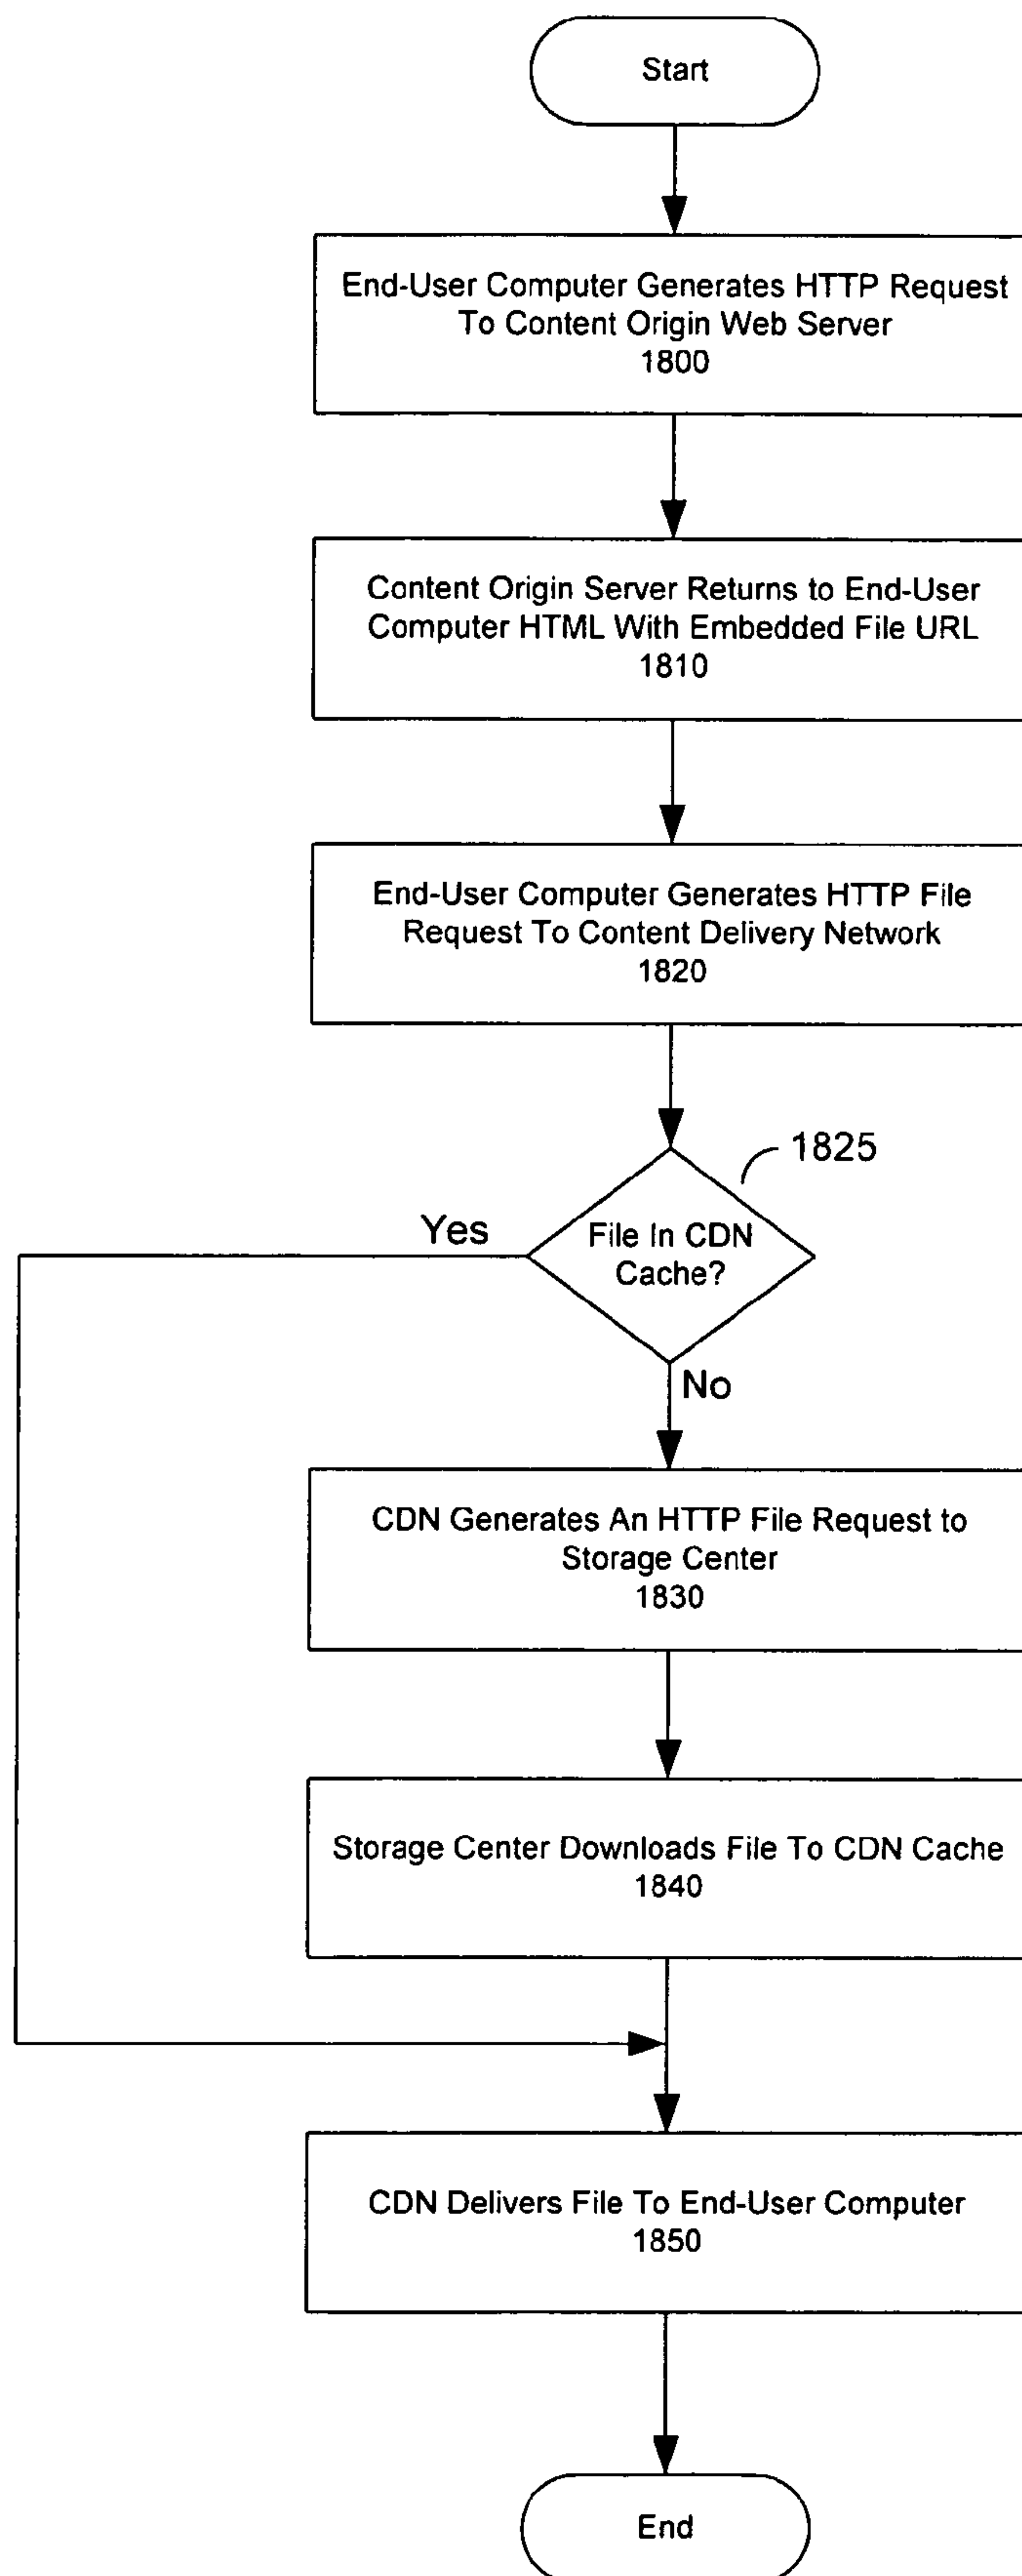 Start
End-User Computer Generates HTTP Request
To Content Origin Web Server
1800
Content Origin Server Returns to End-User
Computer HTML With Embedded File URL
1810
End-User Computer Generates HTTP File
Request To Content Delivery Network
1820
1825
Yes
File In CDN
Cache?
No
CDN Generates An HTTP File Request to
Storage Center
1830
Storage Center Downloads File To CDN Cache
1840
CDN Delivers File To End-User Computer
1850
End